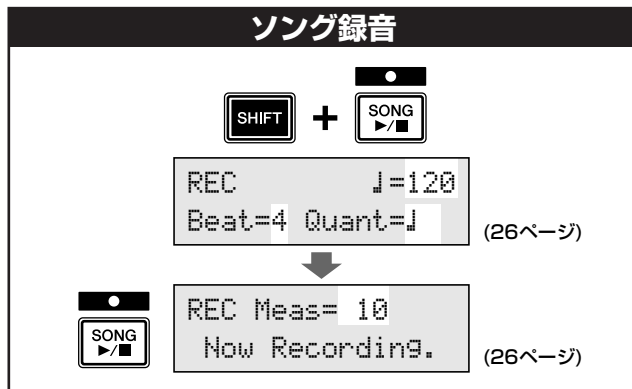 ソング録音
SHIFT + SONG ▶/■
REC ♩=120
Beat=4 Quant=♩
(26ページ)
SONG ▶/■
REC Meas= 10
Now Recording.
(26ページ)